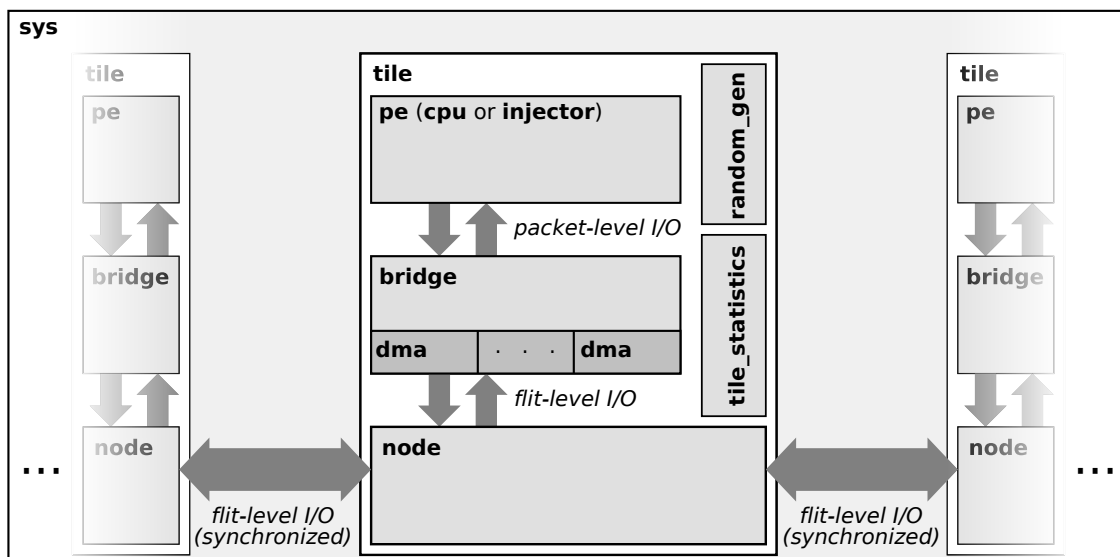 sys
tile
pe
bridge
node
...
flit-level I/O
(synchronized)
tile
pe (cpu or injector)
packet-level I/O
bridge
dma
· · ·
dma
flit-level I/O
node
random_gen
tile_statistics
flit-level I/O
(synchronized)
tile
pe
bridge
node
...